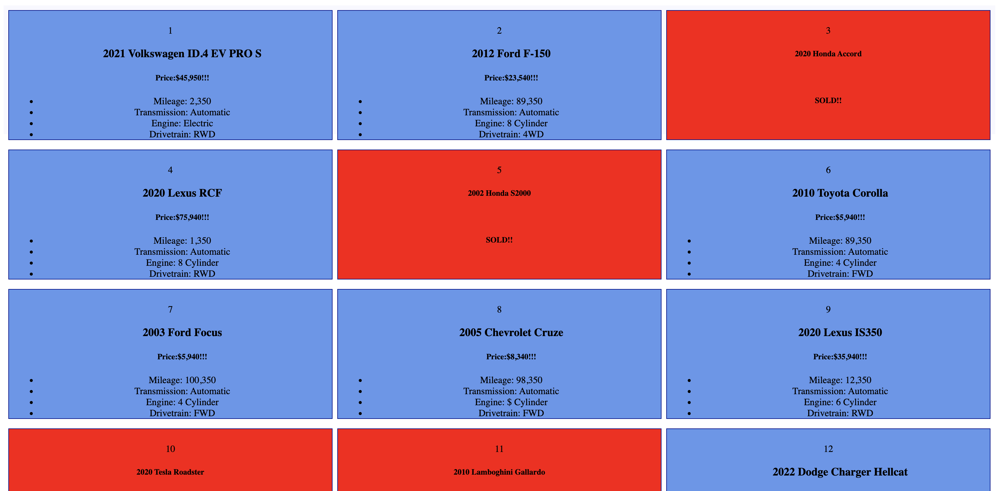 1
2021 Volkswagen ID.4 EV PRO S
Price:$45,950!!!
• Mileage: 2,350
• Transmission: Automatic
• Engine: Electric
• Drivetrain: RWD
2
2012 Ford F-150
Price:$23,540!!!
• Mileage: 89,350
• Transmission: Automatic
• Engine: 8 Cylinder
• Drivetrain: 4WD
3
2020 Honda Accord
SOLD!!
4
2020 Lexus RCF
Price:$75,940!!!
• Mileage: 1,350
• Transmission: Automatic
• Engine: 8 Cylinder
• Drivetrain: RWD
5
2002 Honda S2000
SOLD!!
6
2010 Toyota Corolla
Price:$5,940!!!
• Mileage: 89,350
• Transmission: Automatic
• Engine: 4 Cylinder
• Drivetrain: FWD
7
2003 Ford Focus
Price:$5,940!!!
• Mileage: 100,350
• Transmission: Automatic
• Engine: 4 Cylinder
• Drivetrain: FWD
8
2005 Chevrolet Cruze
Price:$8,340!!!
• Mileage: 98,350
• Transmission: Automatic
• Engine: $ Cylinder
• Drivetrain: FWD
9
2020 Lexus IS350
Price:$35,940!!!
• Mileage: 12,350
• Transmission: Automatic
• Engine: 6 Cylinder
• Drivetrain: RWD
10
2020 Tesla Roadster
11
2010 Lamboghini Gallardo
12
2022 Dodge Charger Hellcat